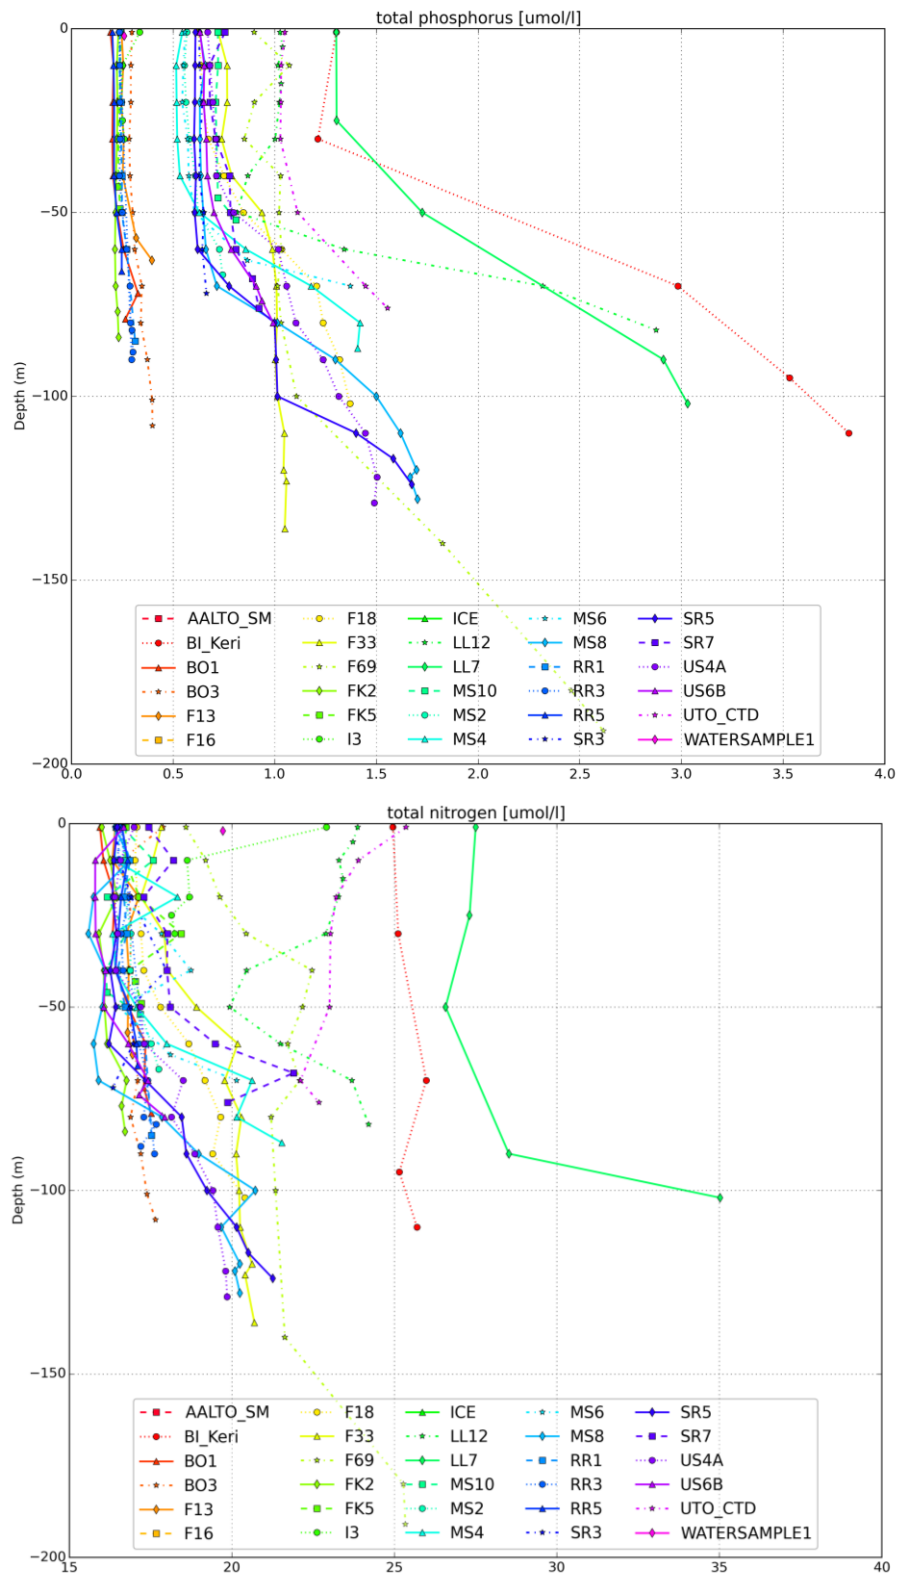 total phosphorus [umol/l]
0
−50
−100
−150
−200
Depth (m)
AALTO_SM
BI_Keri
BO1
BO3
F13
F16
F18
F33
F69
FK2
FK5
I3
ICE
LL12
LL7
MS10
MS2
MS4
MS6
MS8
RR1
RR3
RR5
SR3
SR5
SR7
US4A
US6B
UTO_CTD
WATERSAMPLE1
0.0 0.5 1.0 1.5 2.0 2.5 3.0 3.5 4.0
total nitrogen [umol/l]
0
−50
−100
−150
−200
Depth (m)
AALTO_SM
BI_Keri
BO1
BO3
F13
F16
F18
F33
F69
FK2
FK5
I3
ICE
LL12
LL7
MS10
MS2
MS4
MS6
MS8
RR1
RR3
RR5
SR3
SR5
SR7
US4A
US6B
UTO_CTD
WATERSAMPLE1
15 20 25 30 35 40